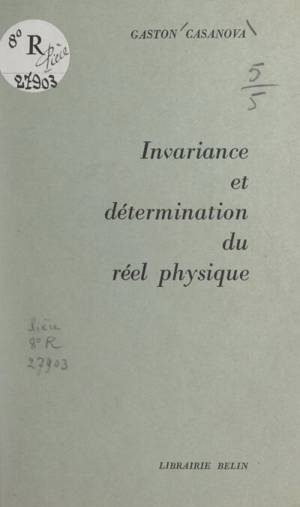 8° R
Pièce
27903
GASTON CASANOVA
5
5
Invariance
et
détermination
du
réel physique
8° R
27903
LIBRAIRIE BELIN